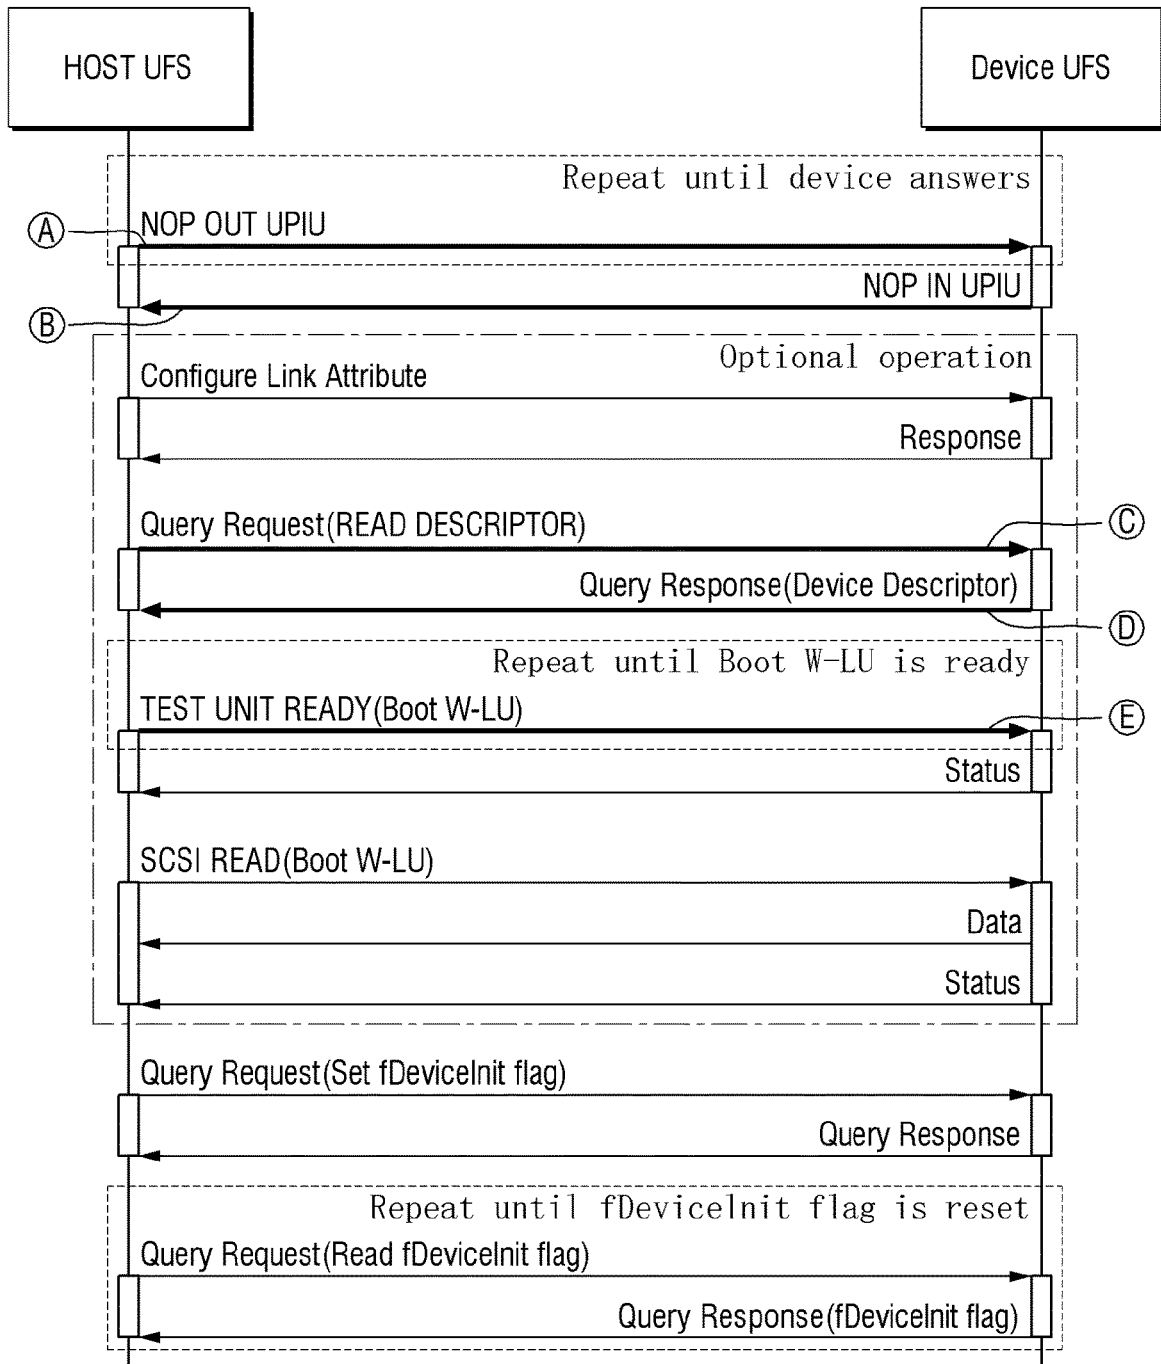 HOST UFS
Device UFS
Repeat until device answers
A
NOP OUT UPIU
NOP IN UPIU
B
Optional operation
Configure Link Attribute
Response
Query Request(READ DESCRIPTOR)
C
Query Response(Device Descriptor)
D
Repeat until Boot W-LU is ready
TEST UNIT READY(Boot W-LU)
E
Status
SCSI READ(Boot W-LU)
Data
Status
Query Request(Set fDeviceInit flag)
Query Response
Repeat until fDeviceInit flag is reset
Query Request(Read fDeviceInit flag)
Query Response(fDeviceInit flag)